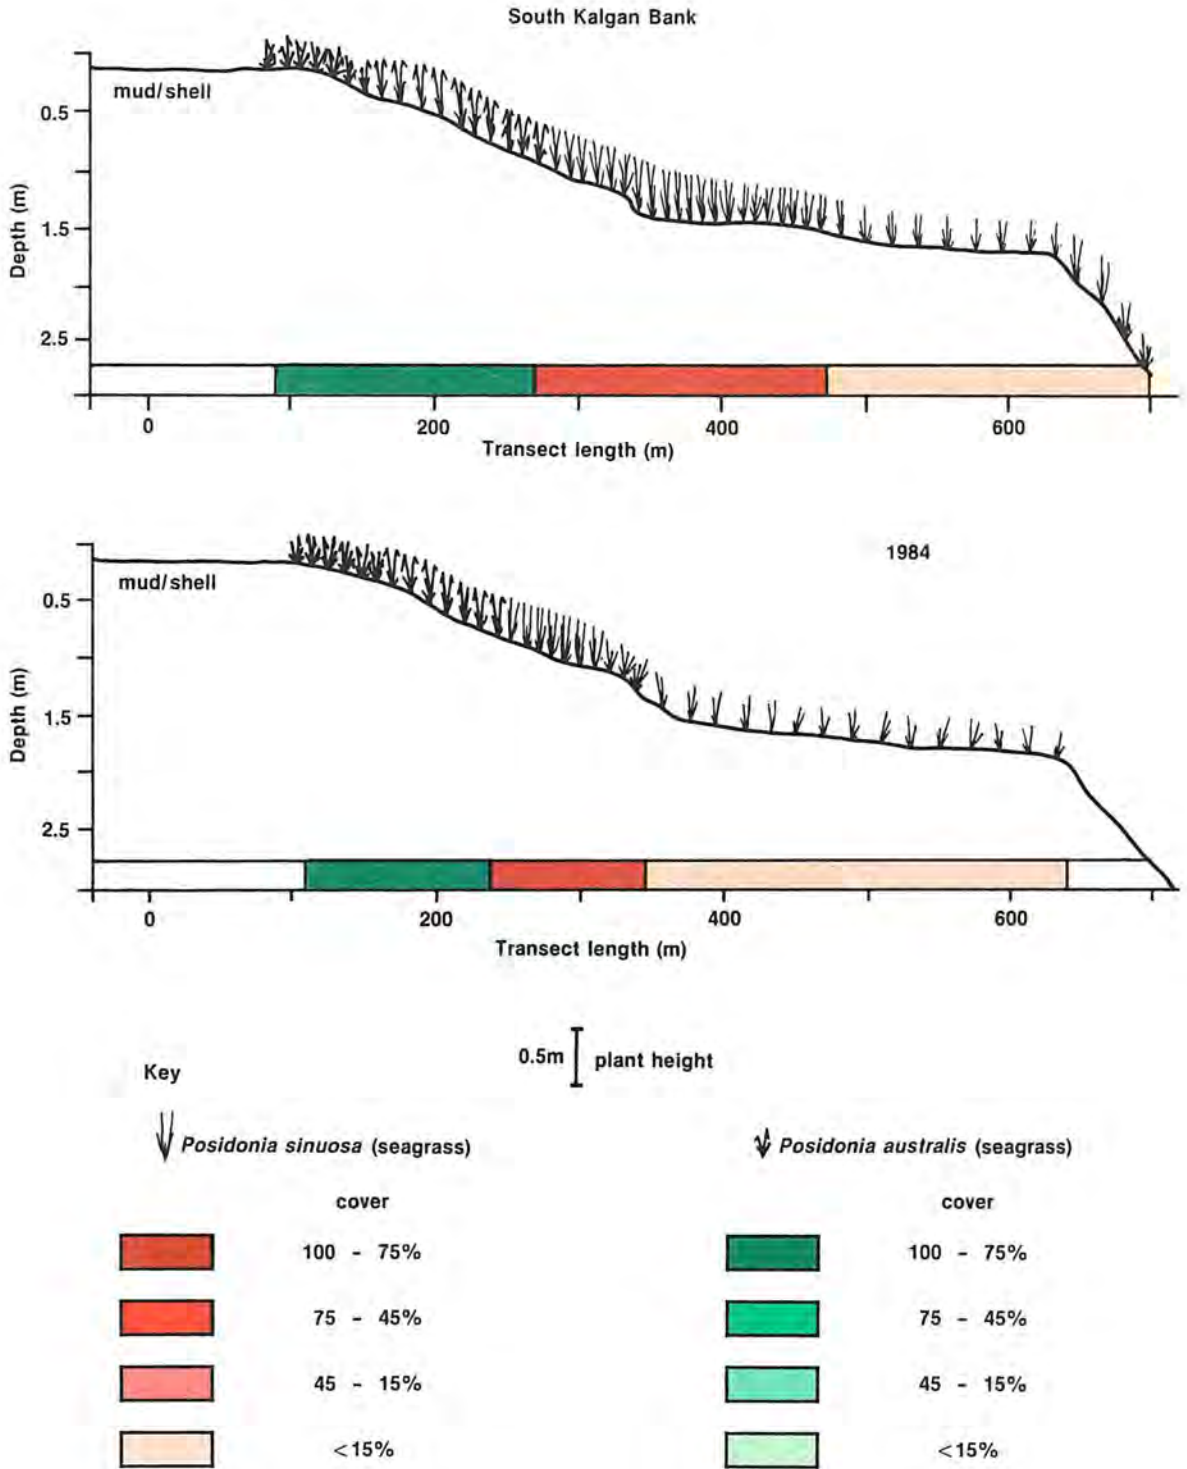 South Kalgan Bank
mud/shell
0.5
1.5
2.5
Depth (m)
0 200 400 600
Transect length (m)
1984
mud/shell
0.5
1.5
2.5
Depth (m)
0 200 400 600
Transect length (m)
0.5m plant height
Key
Posidonia sinuosa (seagrass)
cover
100 - 75%
75 - 45%
45 - 15%
<15%
Posidonia australis (seagrass)
cover
100 - 75%
75 - 45%
45 - 15%
<15%